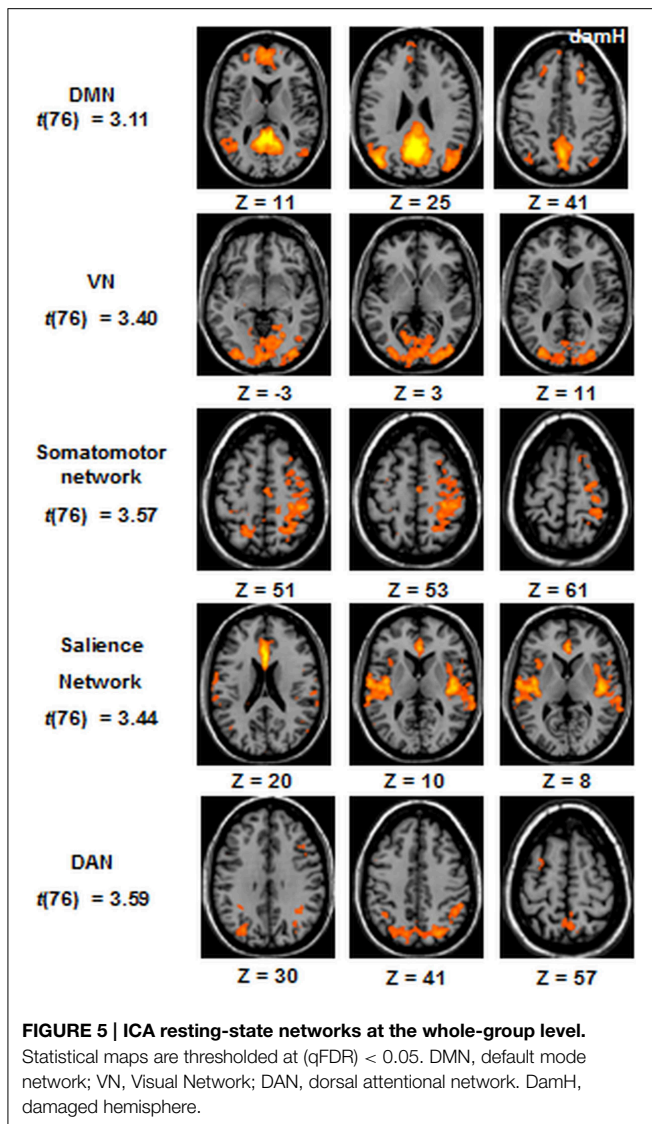 damH
DMN
t(76) = 3.11
Z = 11 Z = 25 Z = 41
VN
t(76) = 3.40
Z = -3 Z = 3 Z = 11
Somatomotor
network
t(76) = 3.57
Z = 51 Z = 53 Z = 61
Salience
Network
t(76) = 3.44
Z = 20 Z = 10 Z = 8
DAN
t(76) = 3.59
Z = 30 Z = 41 Z = 57
FIGURE 5 | ICA resting-state networks at the whole-group level.
Statistical maps are thresholded at (qFDR) < 0.05. DMN, default mode
network; VN, Visual Network; DAN, dorsal attentional network. DamH,
damaged hemisphere.